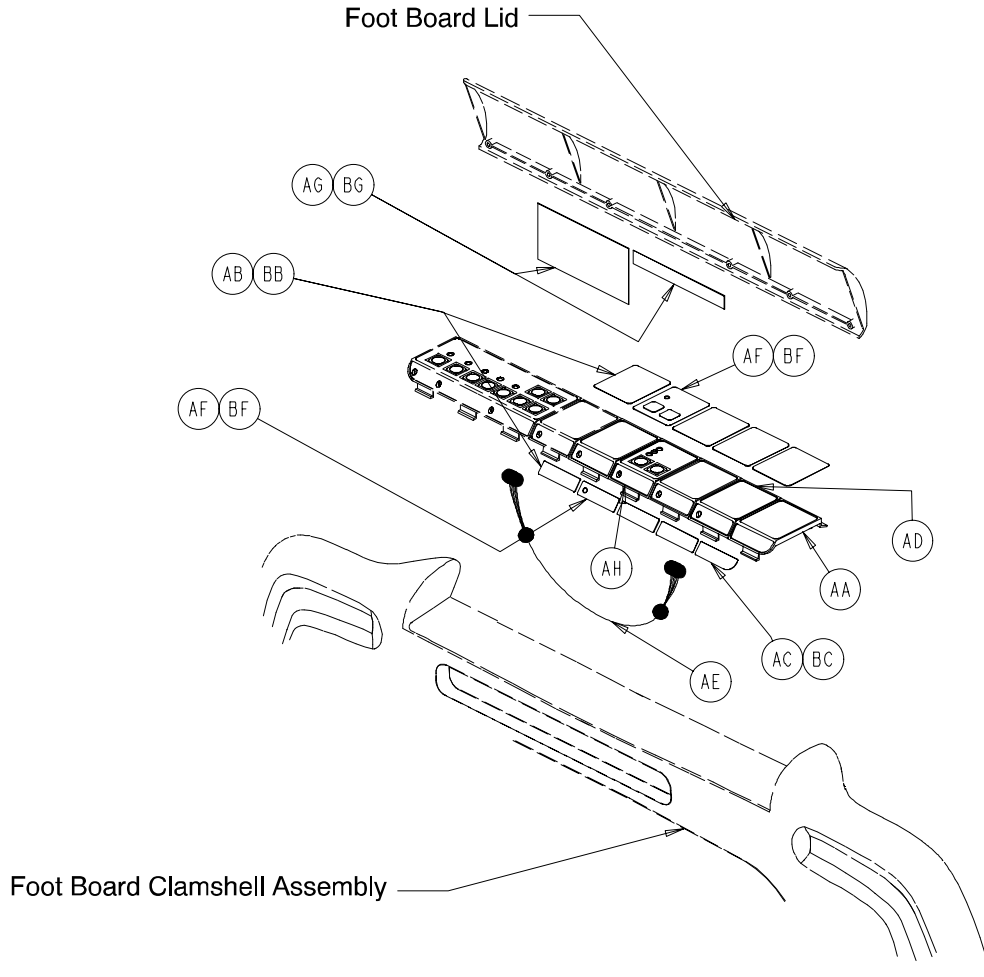 Foot Board Lid
AG BG
AB BB
AF BF
AF BF
AD
AH
AA
AC BC
AE
Foot Board Clamshell Assembly